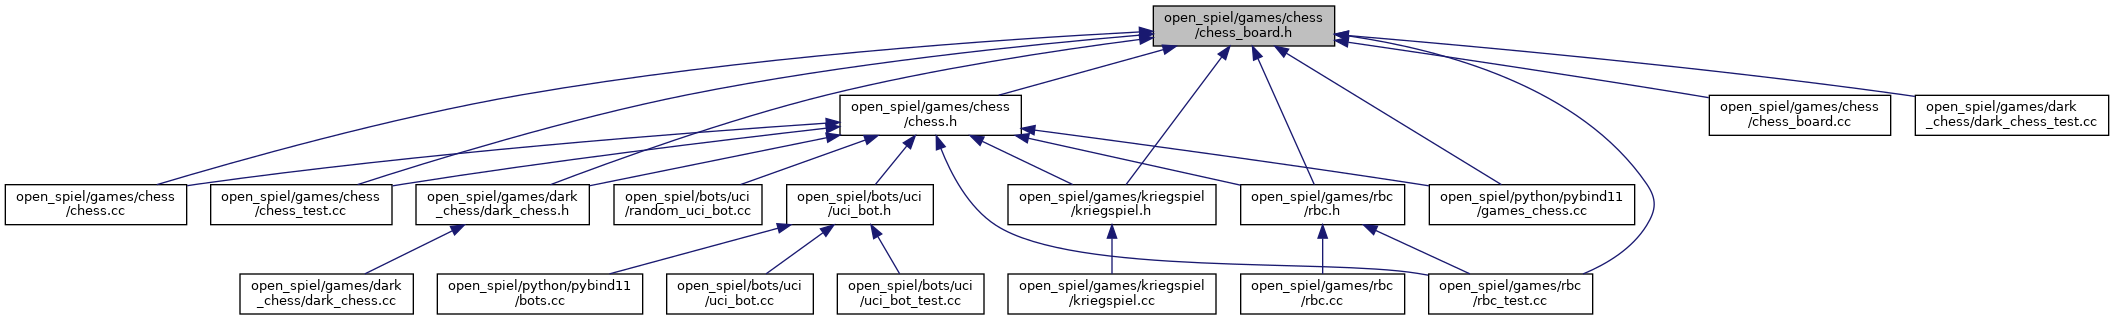 open_spiel/games/chess
/chess_board.h
open_spiel/games/chess
/chess.h
open_spiel/games/chess
/chess_board.cc
open_spiel/games/dark
_chess/dark_chess_test.cc
open_spiel/games/chess
/chess.cc
open_spiel/games/chess
/chess_test.cc
open_spiel/games/dark
_chess/dark_chess.h
open_spiel/bots/uci
/random_uci_bot.cc
open_spiel/bots/uci
/uci_bot.h
open_spiel/games/kriegspiel
/kriegspiel.h
open_spiel/games/rbc
/rbc.h
open_spiel/python/pybind11
/games_chess.cc
open_spiel/games/dark
_chess/dark_chess.cc
open_spiel/python/pybind11
/bots.cc
open_spiel/bots/uci
/uci_bot.cc
open_spiel/bots/uci
/uci_bot_test.cc
open_spiel/games/kriegspiel
/kriegspiel.cc
open_spiel/games/rbc
/rbc.cc
open_spiel/games/rbc
/rbc_test.cc